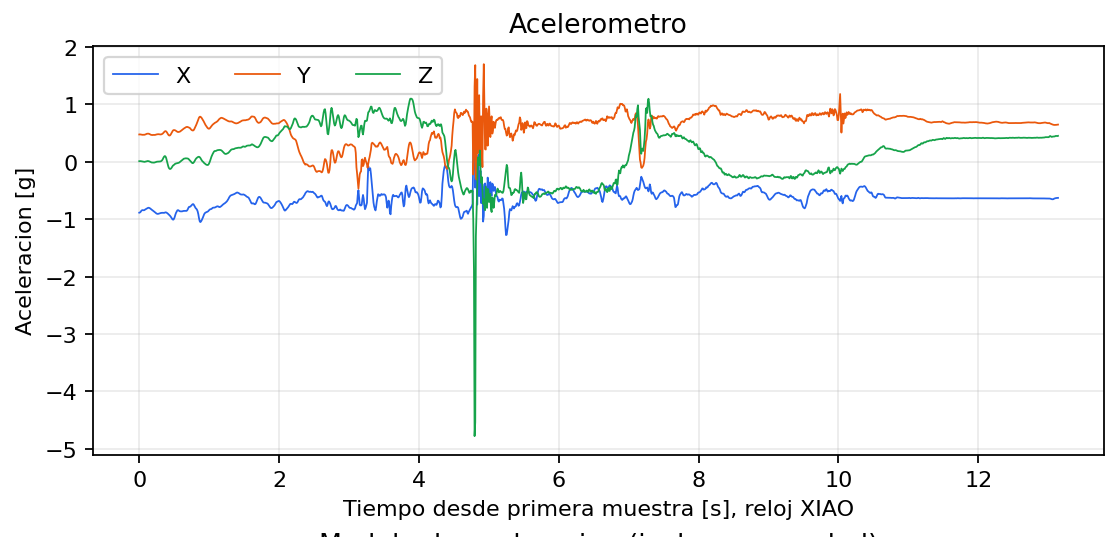 Acelerometro
X Y Z
2
1
0
−1
−2
−3
−4
−5
Aceleracion [g]
0 2 4 6 8 10 12
Tiempo desde primera muestra [s], reloj XIAO